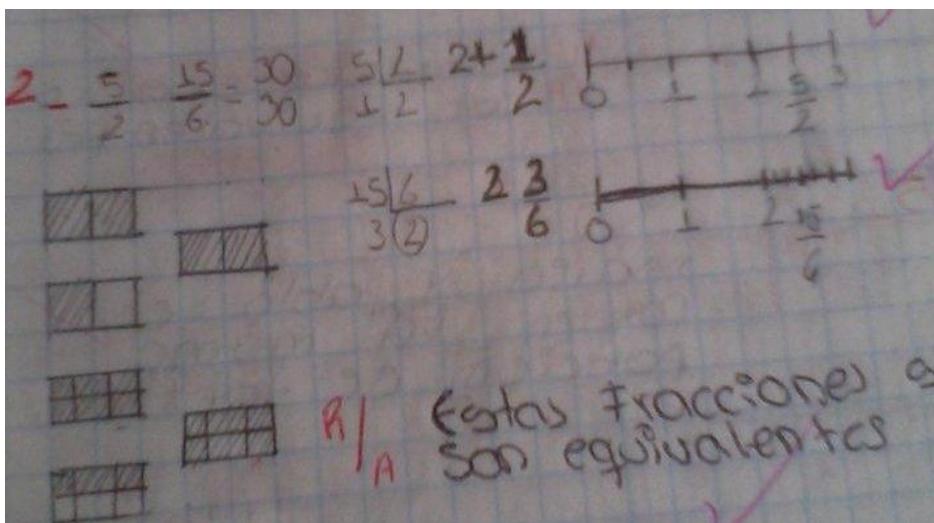 2- 5/2 15/6 = 30/30 5 2 2+ 1/2 0 1 5/2 3
1 2
15 6 2 3/6 0 1 2 15/6
3 2
R/A Estas Fracciones
son equivalentes